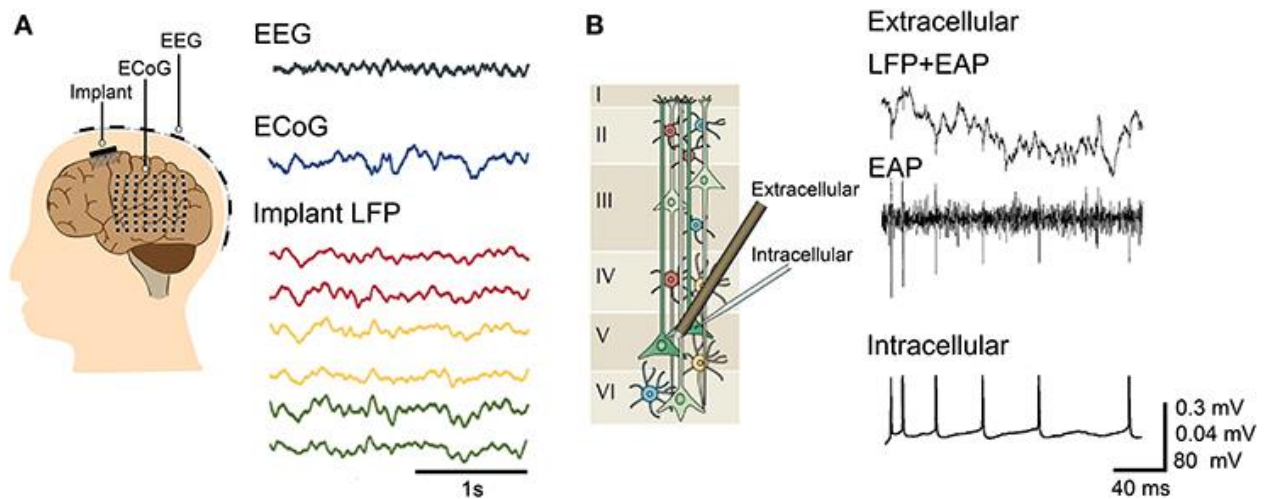 A
EEG
ECoG
Implant
EEG
ECoG
Implant LFP
1s
B
I
II
III
IV
V
VI
Extracellular
Intracellular
Extracellular
LFP+EAP
EAP
Intracellular
0.3 mV
0.04 mV
80 mV
40 ms